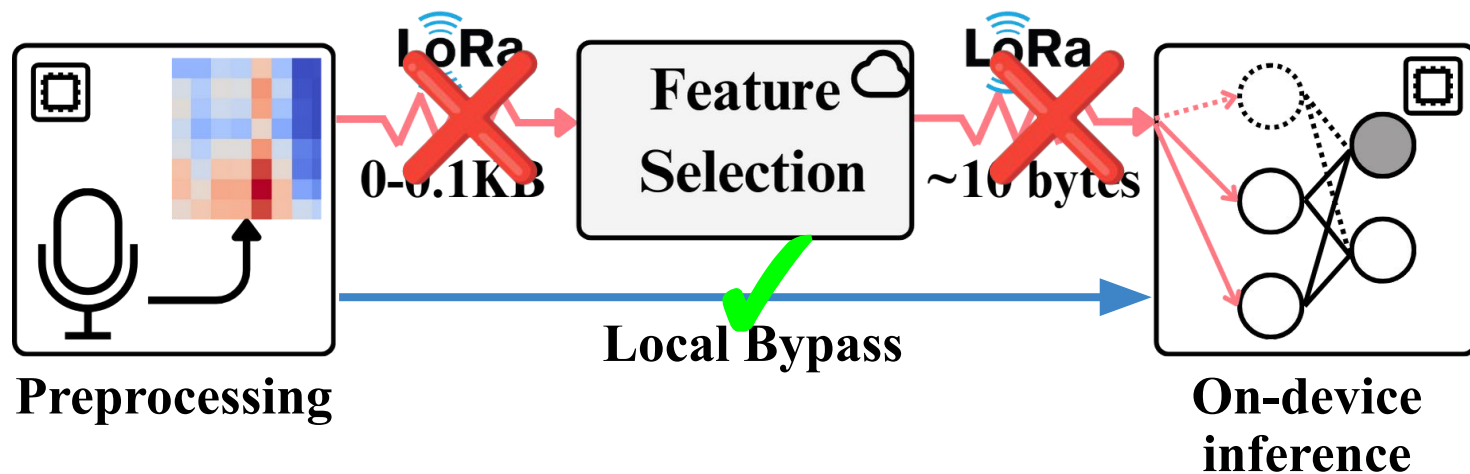 LoRa
LoRa
Feature
Selection
0-0.1KB
~10 bytes
Local Bypass
Preprocessing
On-device
inference